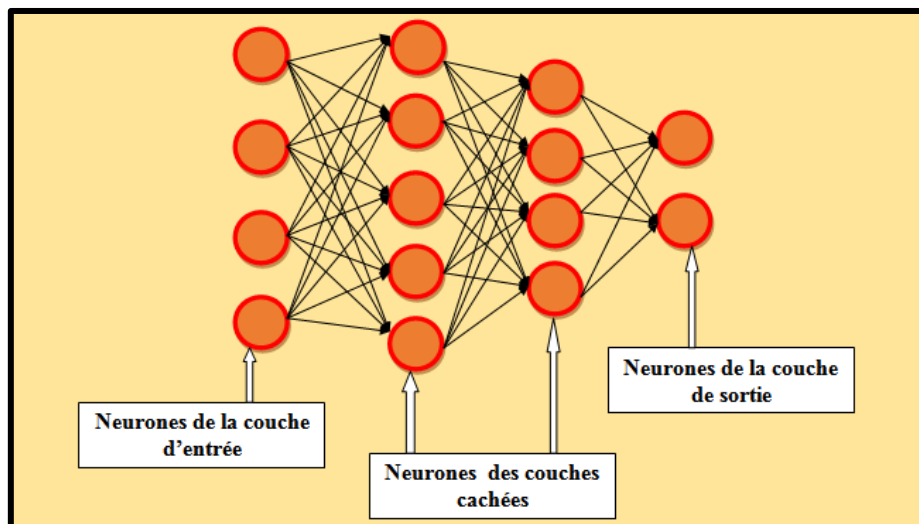 Neurones de la couche
d'entrée
Neurones des couches
cachées
Neurones de la couche
de sortie